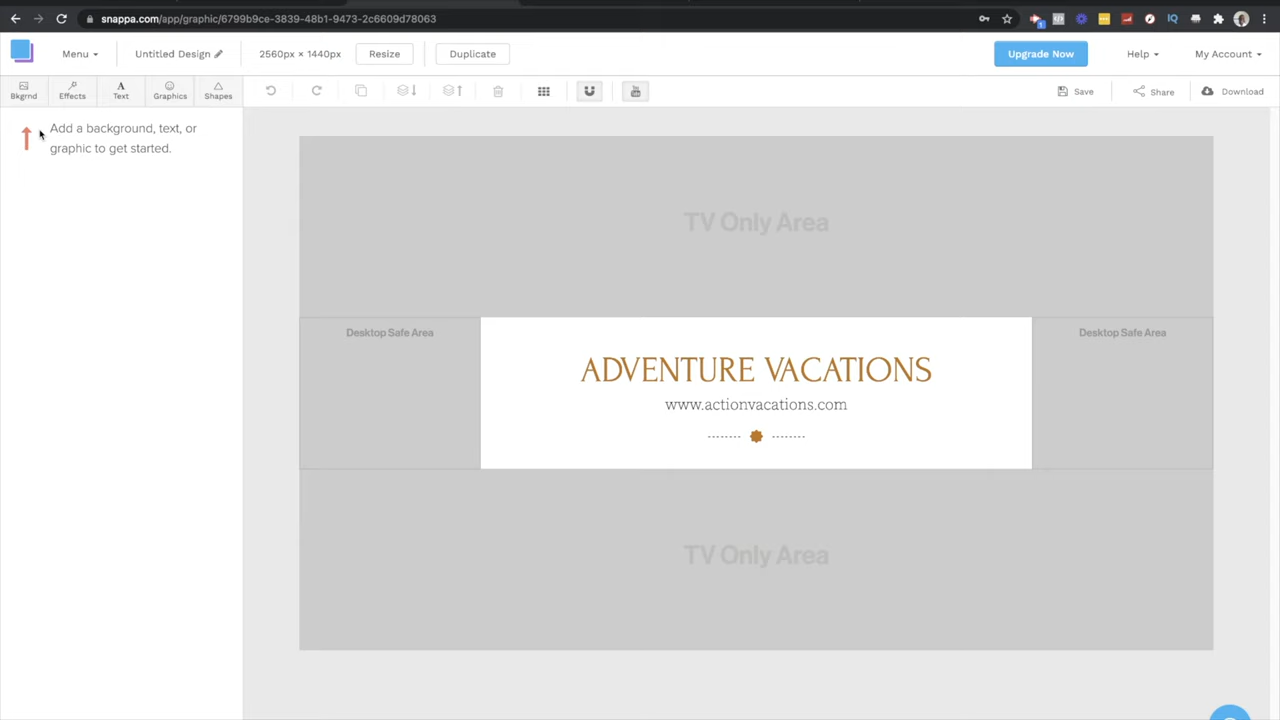 snappa.com/app/graphic/6799b9ce-3839-48b1-9473-2c6609d78063
Menu
Untitled Design
2560px × 1440px
Resize
Duplicate
Upgrade Now
Help
My Account
Bkgrnd
Effects
Text
Graphics
Shapes
Save
Share
Download
Add a background, text, or
graphic to get started.
TV Only Area
Desktop Safe Area
Desktop Safe Area
ADVENTURE VACATIONS
www.actionvacations.com
TV Only Area